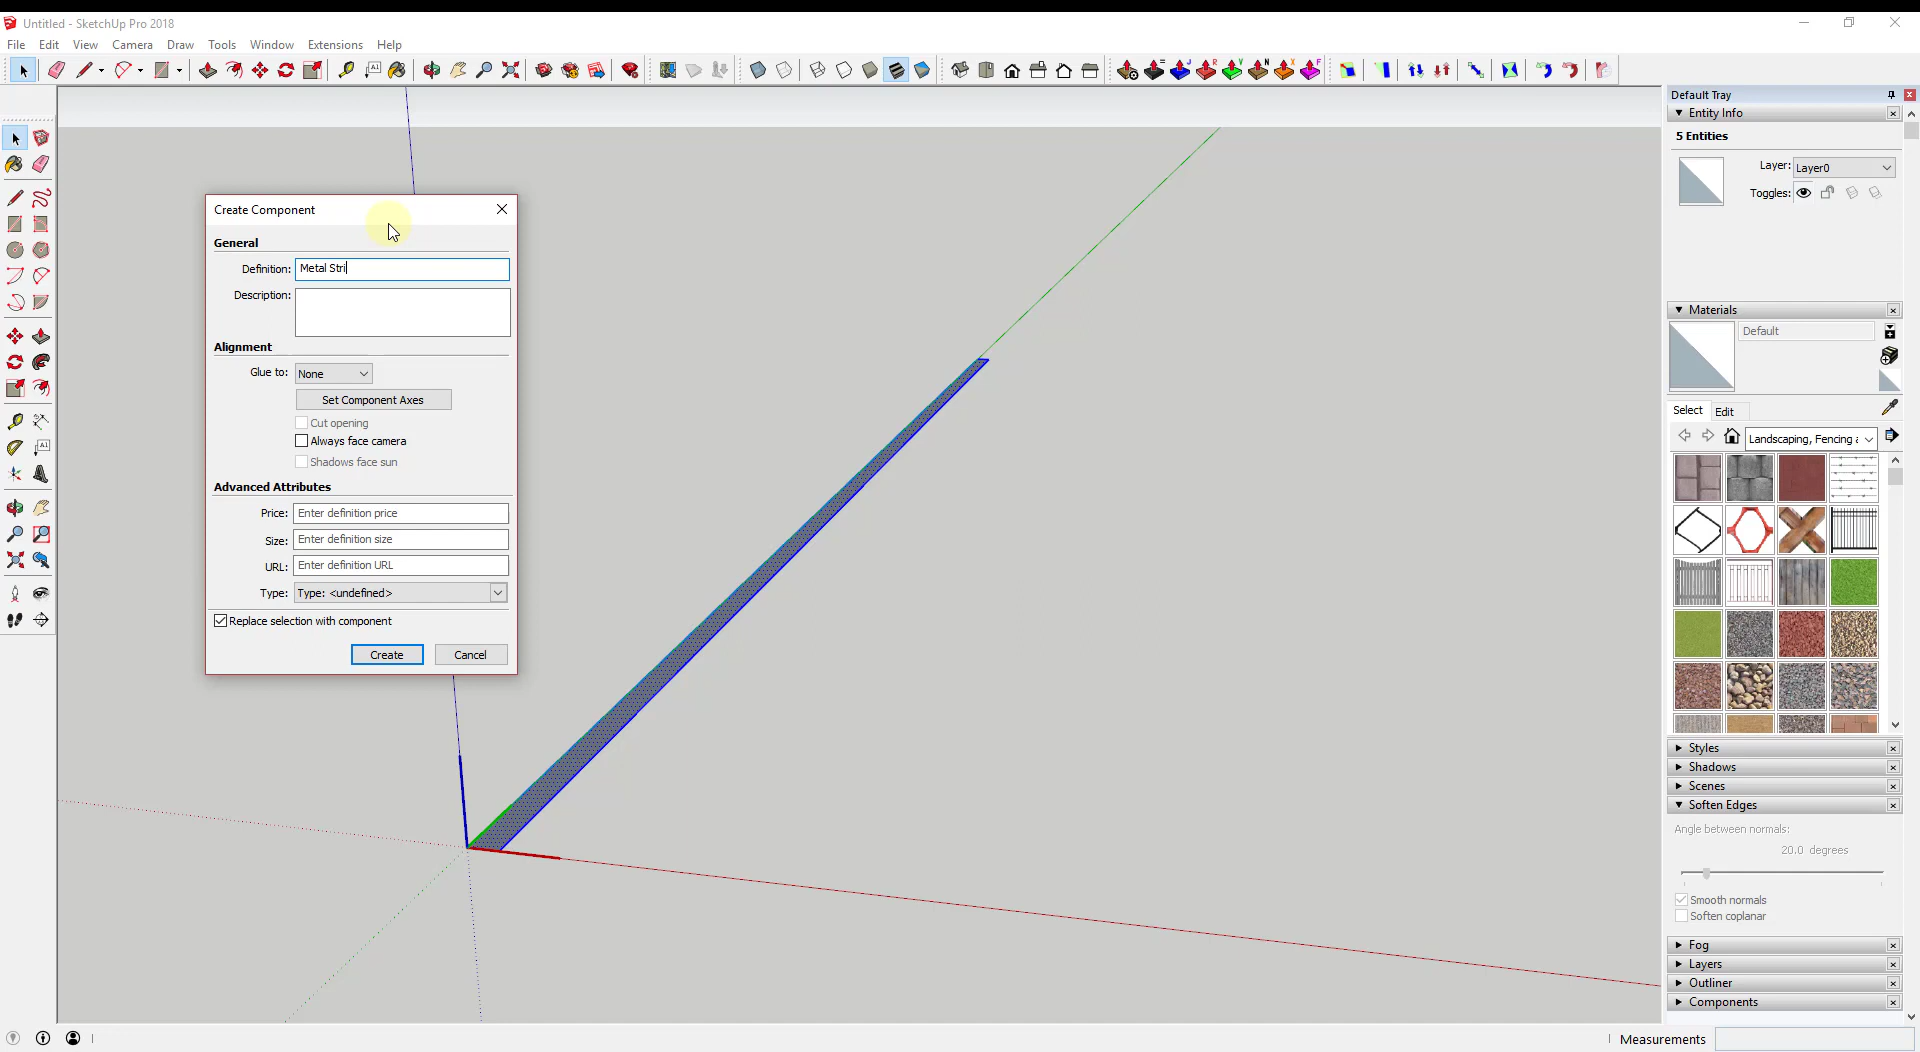 Untitled - SketchUp Pro 2018
File Edit View Camera Draw Tools Window Extensions Help
Default Tray
Entity Info
5 Entities
Layer: Layer0
Toggles:
Create Component
General
Definition: Metal Stri
Description:
Alignment
Glue to: None
Set Component Axes
Cut opening
Always face camera
Shadows face sun
Advanced Attributes
Price: Enter definition price
Size: Enter definition size
URL: Enter definition URL
Type: Type: <undefined>
Replace selection with component
Create Cancel
Materials
Default
Select Edit
Landscaping, Fencing
Styles
Shadows
Scenes
Soften Edges
Angle between normals:
20.0 degrees
Smooth normals
Soften coplanar
Fog
Layers
Outliner
Components
Measurements